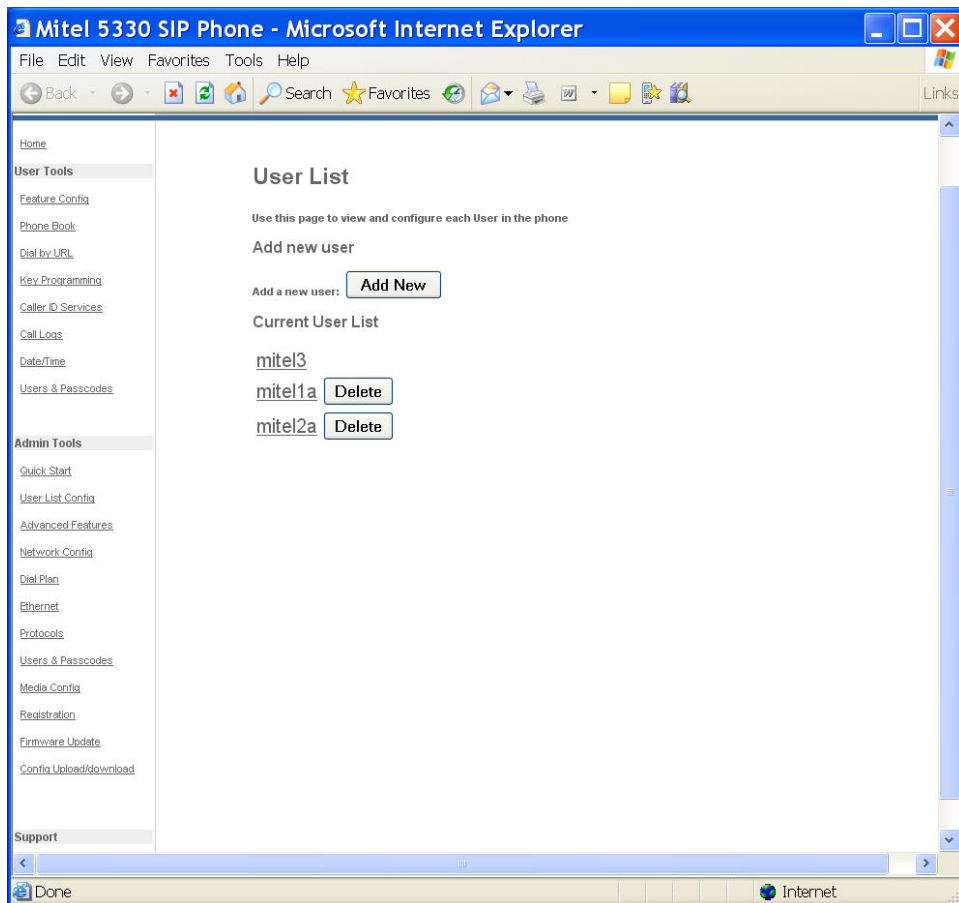 Mitel 5330 SIP Phone - Microsoft Internet Explorer
File Edit View Favorites Tools Help
Back Search Favorites Links
Home
User Tools
Feature Config
Phone Book
Dial by URL
Key Programming
Caller ID Services
Call Logs
Date/Time
Users & Passcodes
Admin Tools
Quick Start
User List Config
Advanced Features
Network Config
Dial Plan
Ethernet
Protocols
Users & Passcodes
Media Config
Registration
Firmware Update
Config Upload/download
Support
User List
Use this page to view and configure each User in the phone
Add new user
Add a new user: Add New
Current User List
mitel3
mitel1a Delete
mitel2a Delete
Done Internet